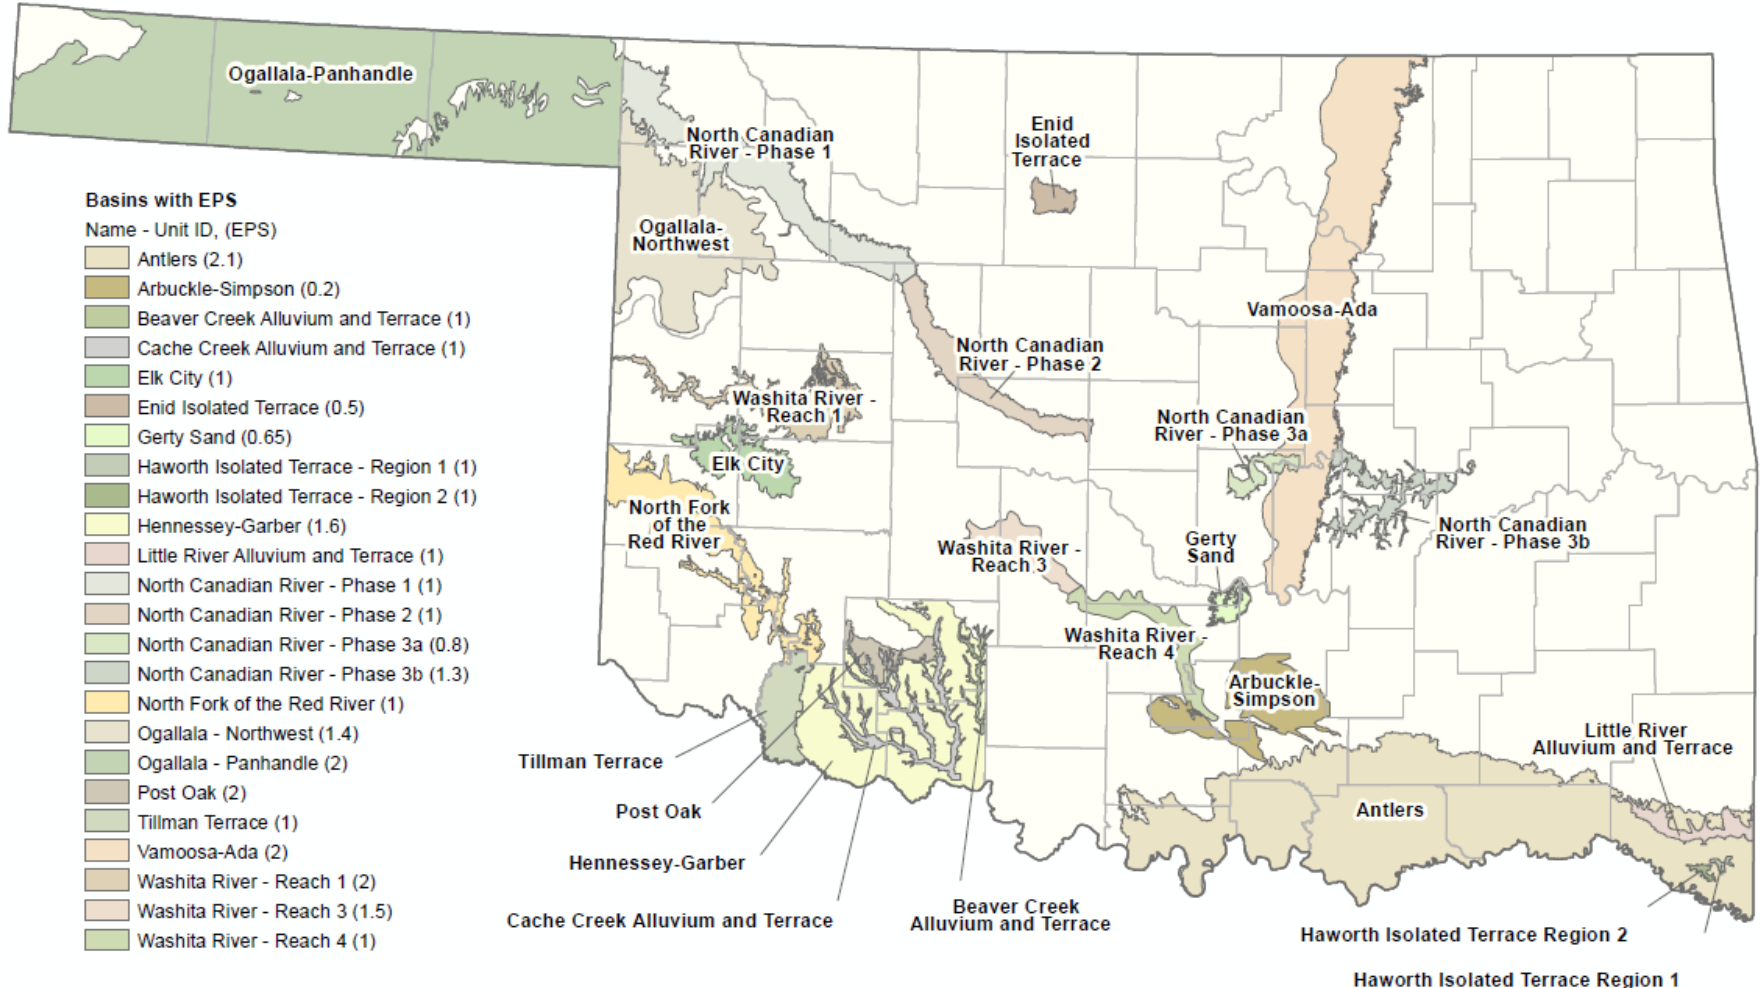 Ogallala-Panhandle
North Canadian
River - Phase 1
Enid
Isolated
Terrace
Ogallala-
Northwest
Vamoosa-Ada
North Canadian
River - Phase 2
Washita River -
Reach 1
North Canadian
River - Phase 3a
Elk City
North Fork
of the
Red River
North Canadian
River - Phase 3b
Gerty
Sand
Washita River -
Reach 3
Washita River -
Reach 4
Arbuckle-
Simpson
Little River
Alluvium and Terrace
Tillman Terrace
Post Oak
Antlers
Hennessey-Garber
Cache Creek Alluvium and Terrace
Beaver Creek
Alluvium and Terrace
Haworth Isolated Terrace Region 2
Haworth Isolated Terrace Region 1
Basins with EPS
Name - Unit ID, (EPS)
Antlers (2.1)
Arbuckle-Simpson (0.2)
Beaver Creek Alluvium and Terrace (1)
Cache Creek Alluvium and Terrace (1)
Elk City (1)
Enid Isolated Terrace (0.5)
Gerty Sand (0.65)
Haworth Isolated Terrace - Region 1 (1)
Haworth Isolated Terrace - Region 2 (1)
Hennessey-Garber (1.6)
Little River Alluvium and Terrace (1)
North Canadian River - Phase 1 (1)
North Canadian River - Phase 2 (1)
North Canadian River - Phase 3a (0.8)
North Canadian River - Phase 3b (1.3)
North Fork of the Red River (1)
Ogallala - Northwest (1.4)
Ogallala - Panhandle (2)
Post Oak (2)
Tillman Terrace (1)
Vamoosa-Ada (2)
Washita River - Reach 1 (2)
Washita River - Reach 3 (1.5)
Washita River - Reach 4 (1)